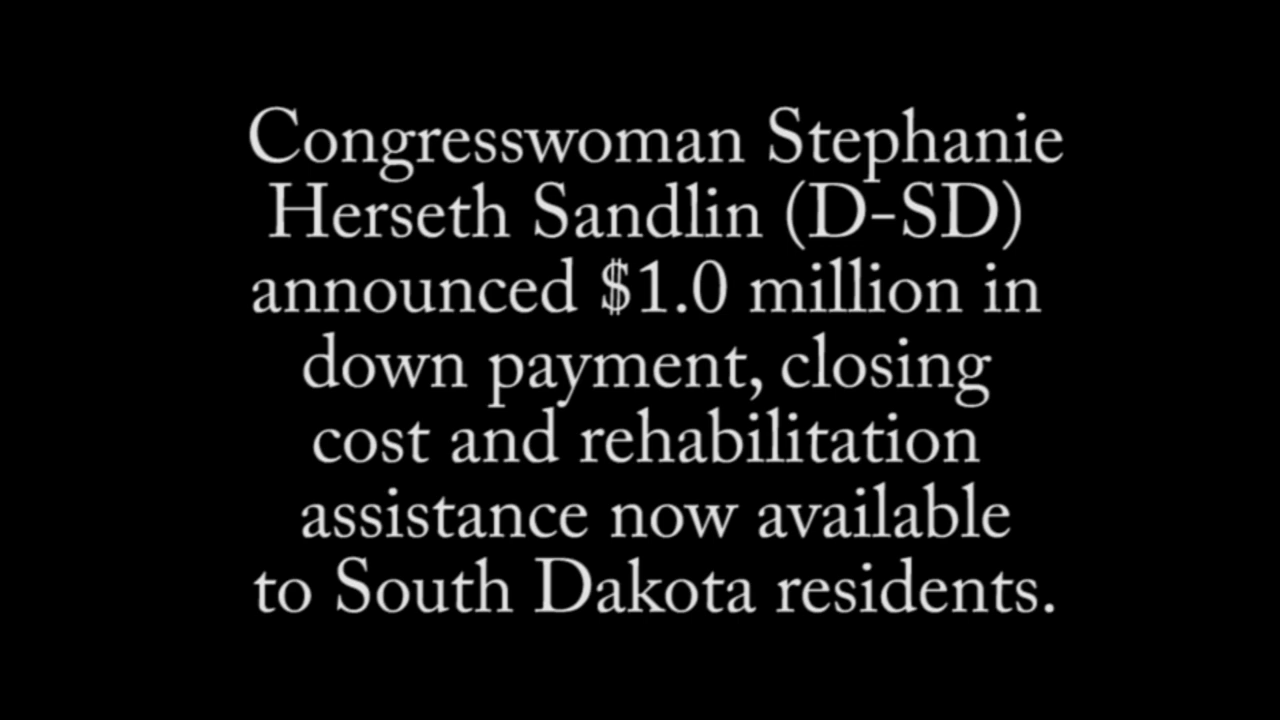 Congresswoman Stephanie
Herseth Sandlin (D-SD)
announced $1.0 million in
down payment, closing
cost and rehabilitation
assistance now available
to South Dakota residents.